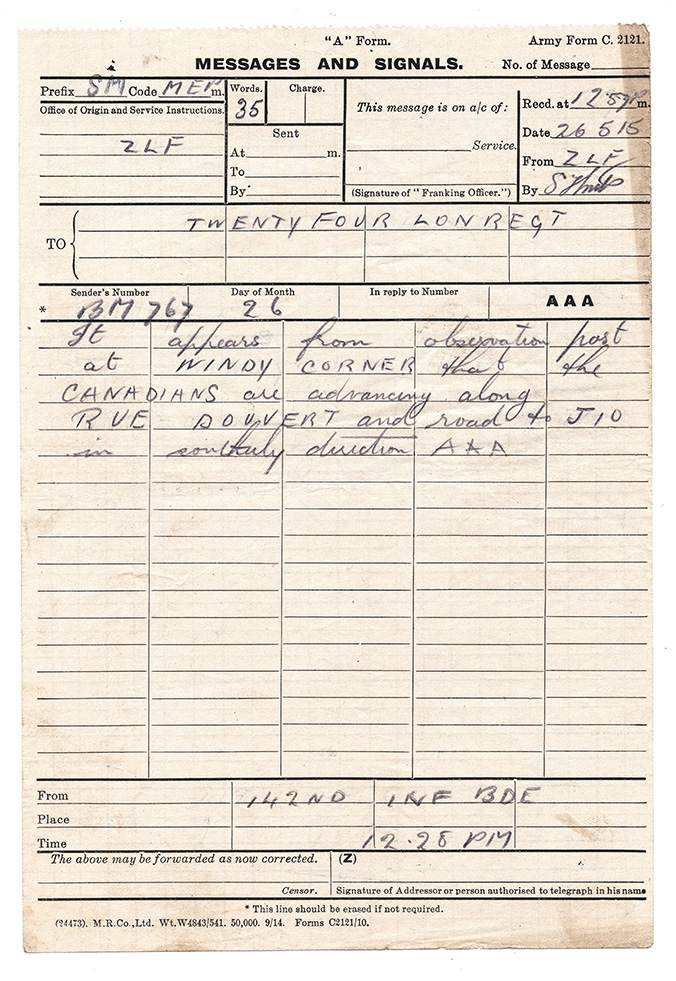 "A" Form. Army Form C. 2121.
MESSAGES AND SIGNALS. No. of Message
Prefix SM Code MEP m. Words. 35 Charge. This message is on a/c of: Recd. at 12.57P m.
Office of Origin and Service Instructions. Sent Date 26 5 15
ZLF At m. Service. From ZLF
To
By (Signature of "Franking Officer.") By
TO TWENTY FOUR LON REGT
Sender's Number Day of Month In reply to Number AAA
* BM 767 26
It appears from observation post
at WINDY CORNER that the
CANADIANS are advancing along
RUE DOUVERT and road to J10
in southerly direction AAA
From 142ND INF BDE
Place
Time 12.28 PM
The above may be forwarded as now corrected. (Z)
Censor. Signature of Addressor or person authorised to telegraph in his name
* This line should be erased if not required.
(24473). M.R.Co.,Ltd. Wt.W4843/541. 50,000. 9/14. Forms C2121/10.